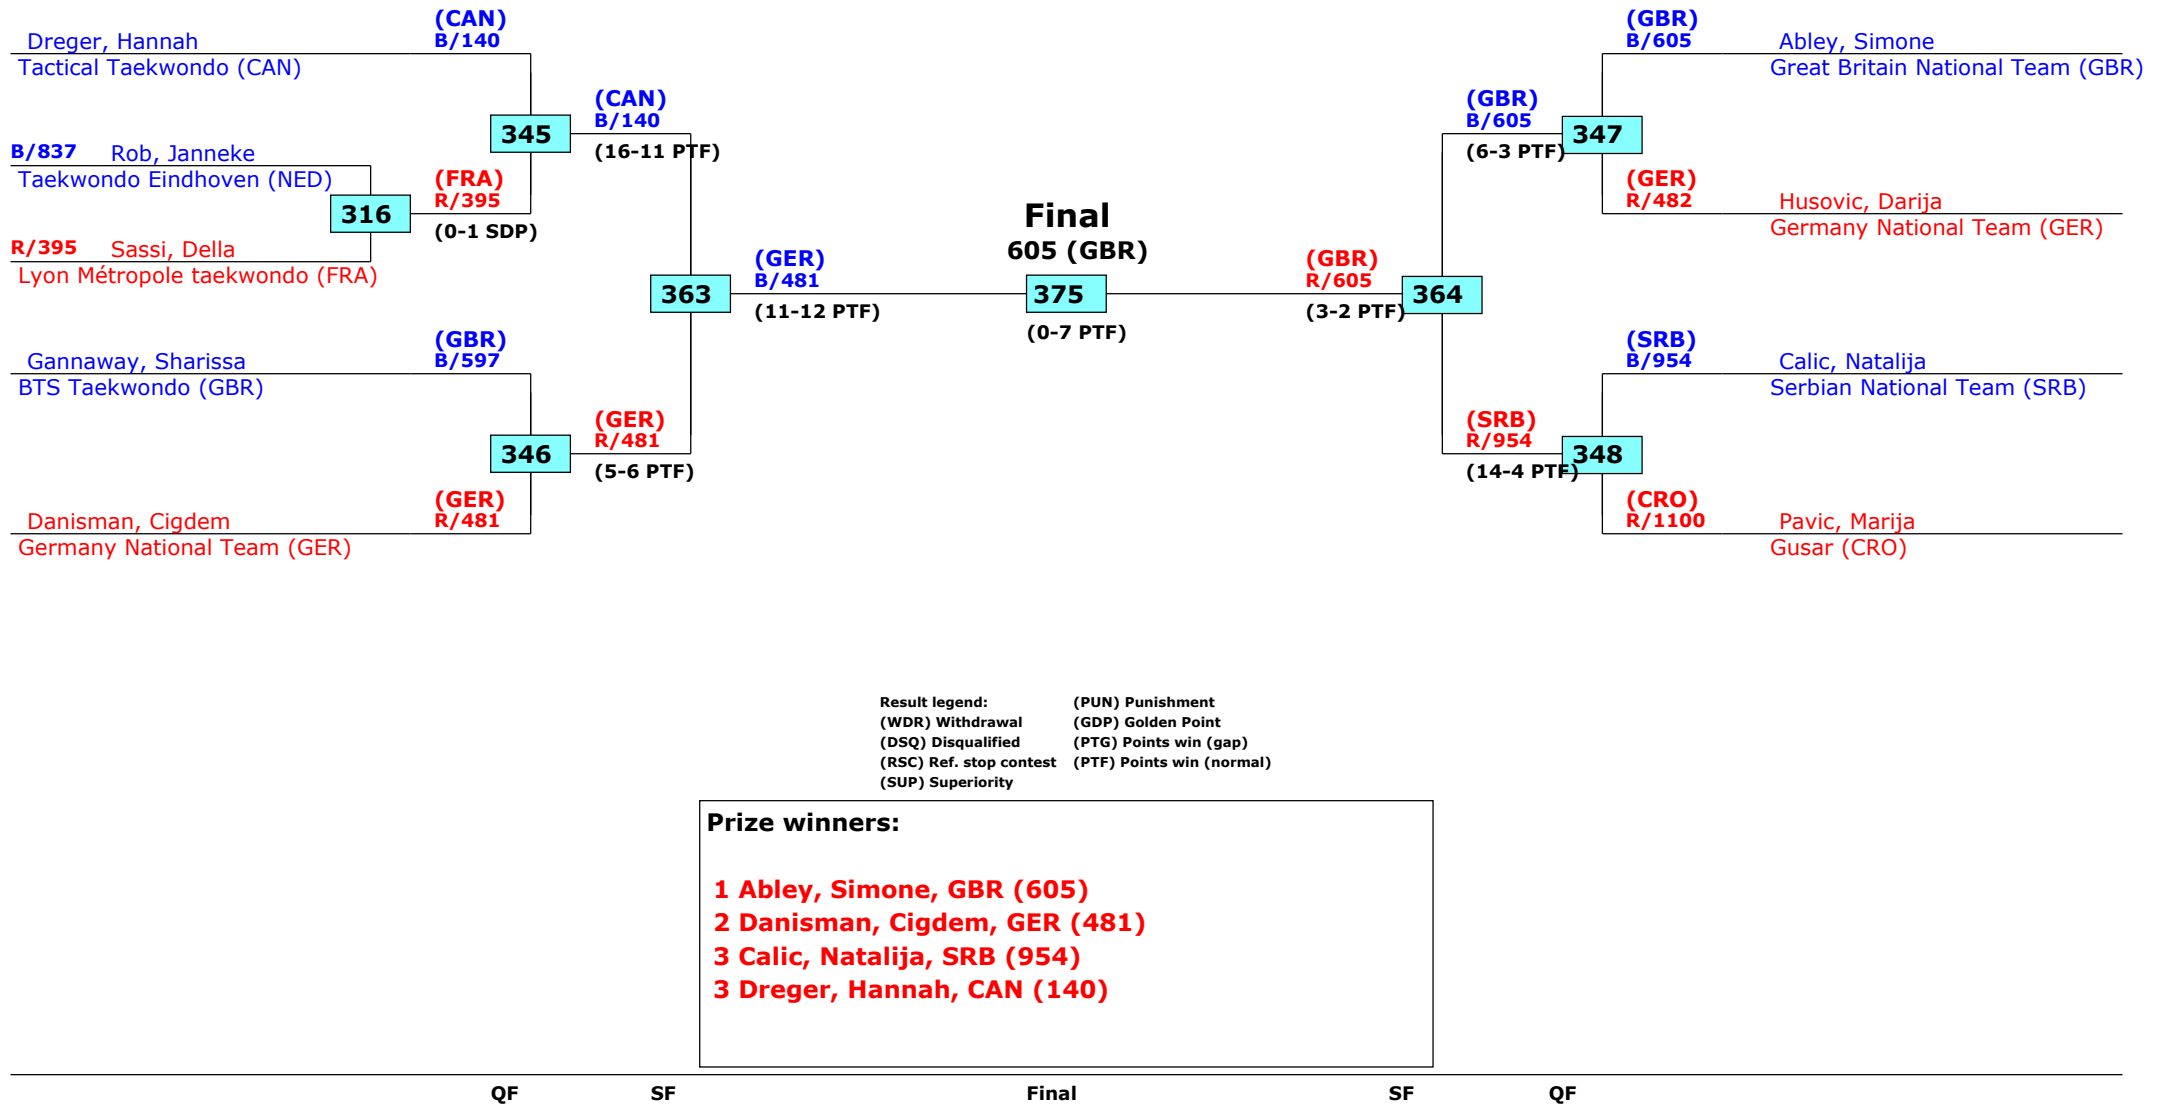 (CAN)
B/140
Dreger, Hannah
Tactical Taekwondo (CAN)
(CAN)
B/140
345
(16-11 PTF)
B/837 Rob, Janneke
Taekwondo Eindhoven (NED)
(FRA)
R/395
316
(0-1 SDP)
R/395 Sassi, Della
Lyon Métropole taekwondo (FRA)
(GER)
B/481
363
(11-12 PTF)
(GBR)
B/597
Gannaway, Sharissa
BTS Taekwondo (GBR)
(GER)
R/481
346
(5-6 PTF)
(GER)
R/481
Danisman, Cigdem
Germany National Team (GER)
Final
605 (GBR)
375
(0-7 PTF)
(GBR)
B/605
Abley, Simone
Great Britain National Team (GBR)
(GBR)
B/605
347
(6-3 PTF)
(GER)
R/482
Husovic, Darija
Germany National Team (GER)
(GBR)
R/605
364
(3-2 PTF)
(SRB)
B/954
Calic, Natalija
Serbian National Team (SRB)
(SRB)
R/954
348
(14-4 PTF)
(CRO)
R/1100
Pavic, Marija
Gusar (CRO)
Result legend: (PUN) Punishment
(WDR) Withdrawal (GDP) Golden Point
(DSQ) Disqualified (PTG) Points win (gap)
(RSC) Ref. stop contest (PTF) Points win (normal)
(SUP) Superiority
Prize winners:
1 Abley, Simone, GBR (605)
2 Danisman, Cigdem, GER (481)
3 Calic, Natalija, SRB (954)
3 Dreger, Hannah, CAN (140)
QF SF Final SF QF